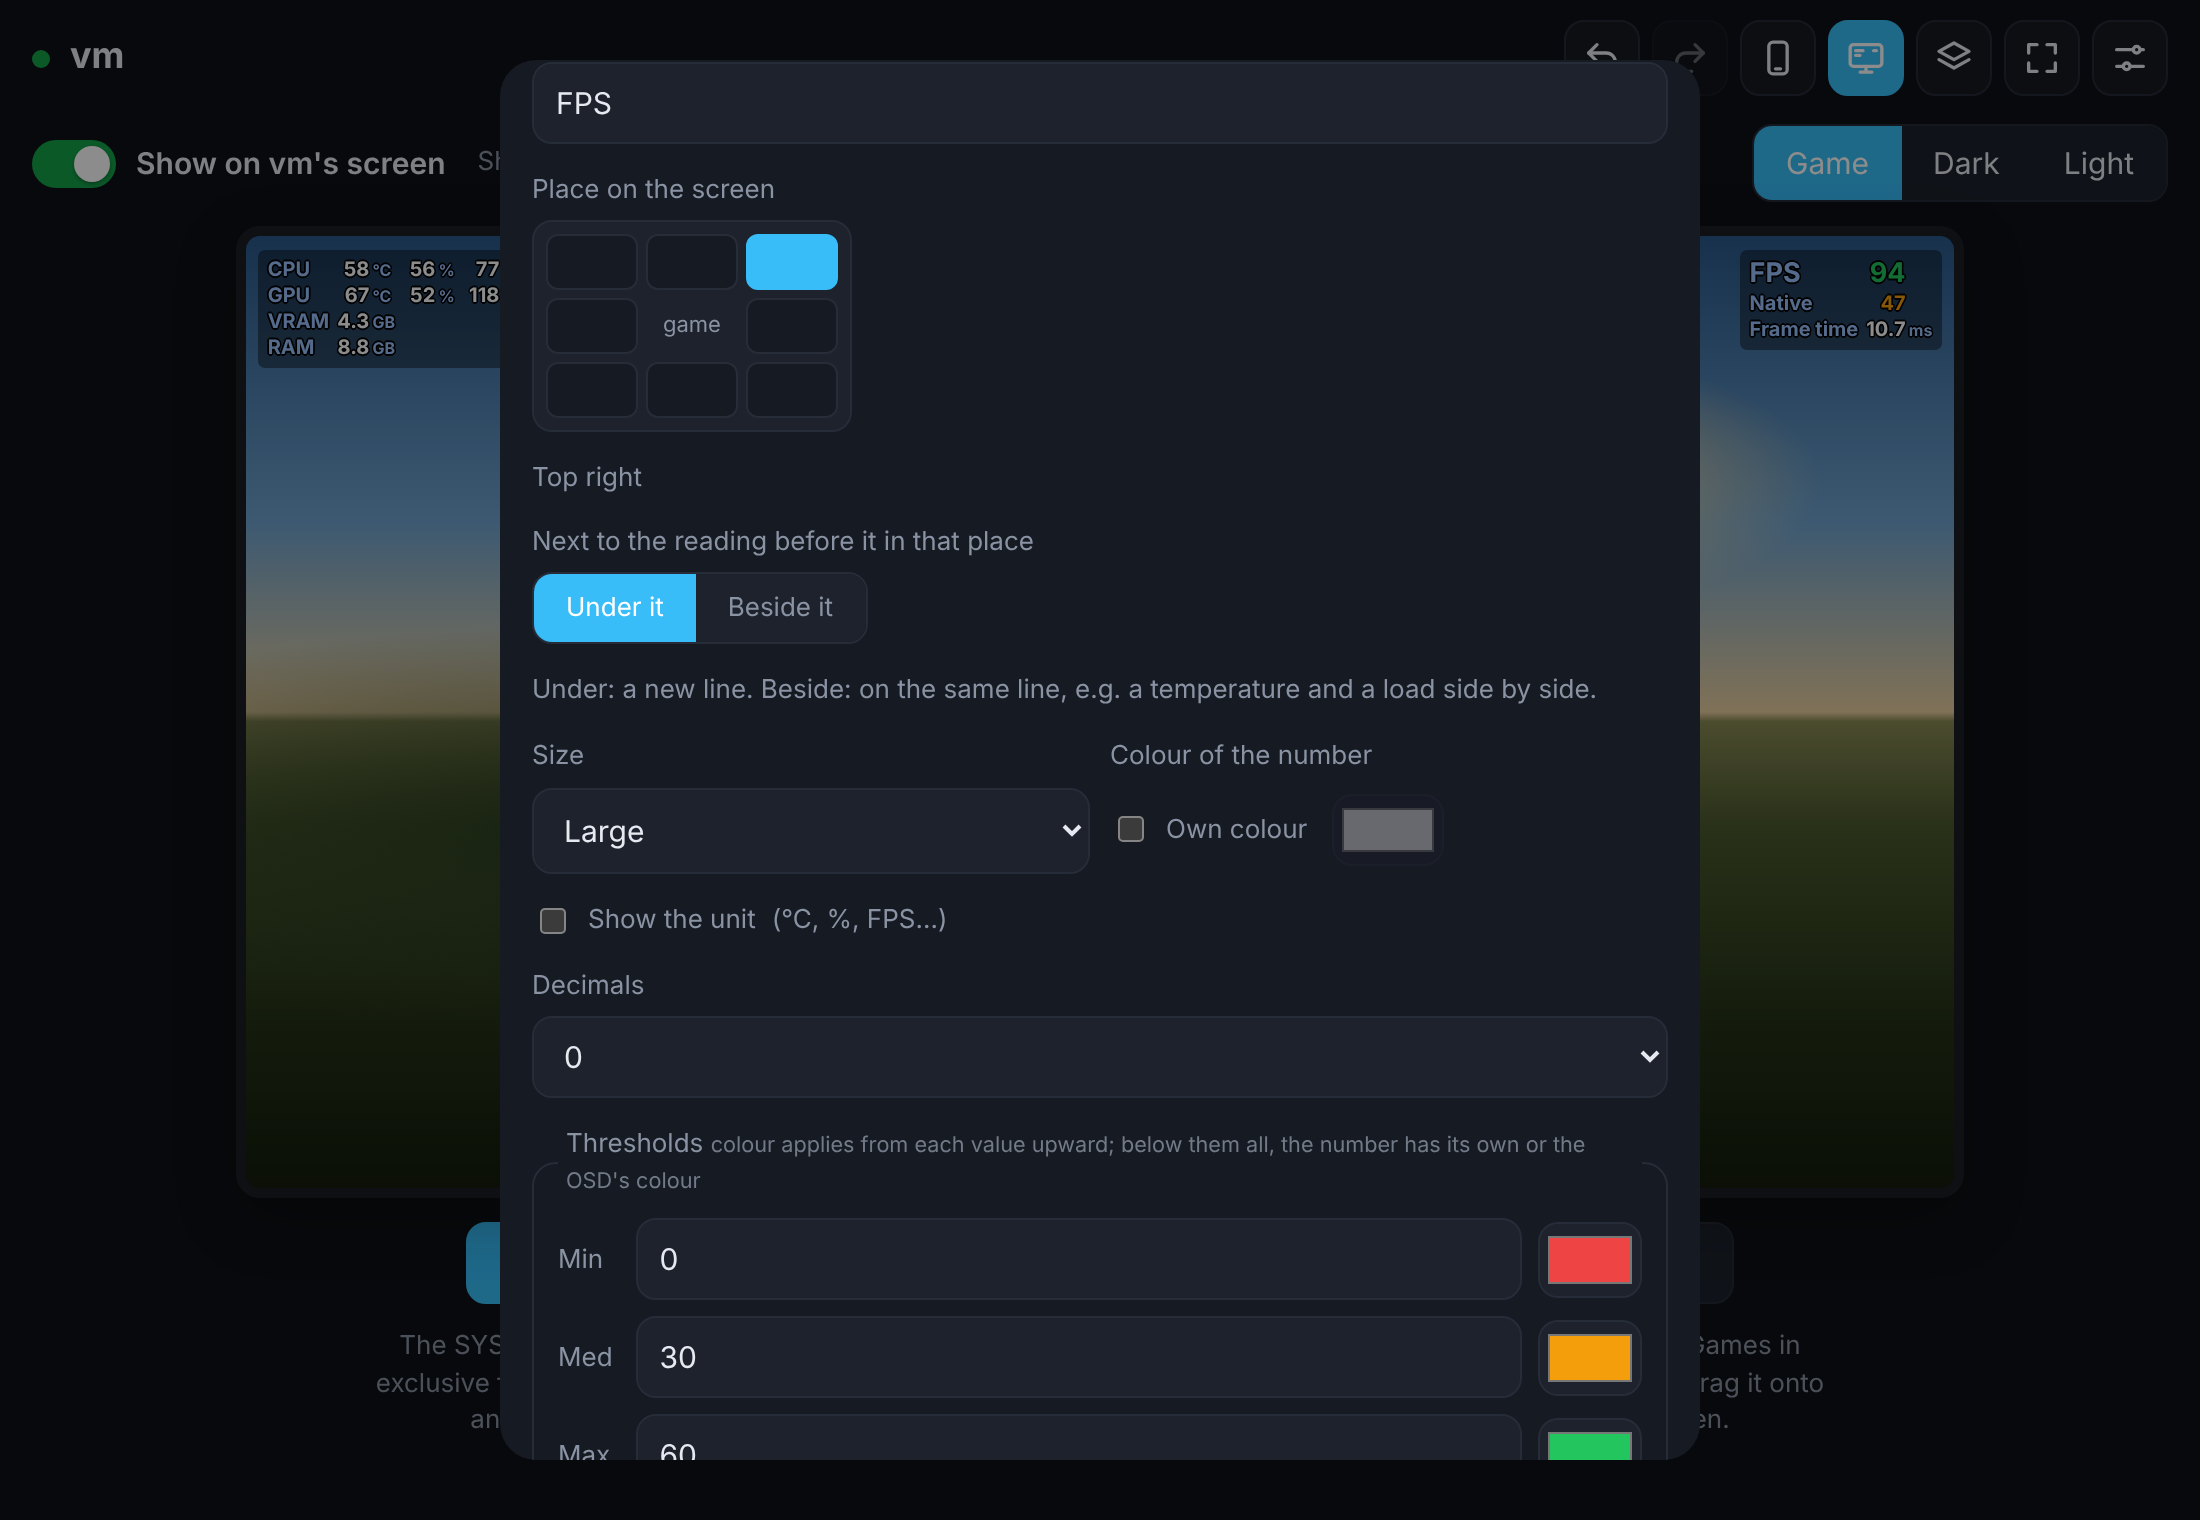 vm
Show on vm's screen
Game Dark Light
CPU 58 °C 56 % 77
GPU 67 °C 52 % 118
VRAM 4.3 GB
RAM 8.8 GB
FPS 94
Native 47
Frame time 10.7 ms
FPS
Place on the screen
game
Top right
Next to the reading before it in that place
Under it Beside it
Under: a new line. Beside: on the same line, e.g. a temperature and a load side by side.
Size Colour of the number
Large Own colour
Show the unit (°C, %, FPS...)
Decimals
0
Thresholds colour applies from each value upward; below them all, the number has its own or the
OSD's colour
Min 0
Med 30
Max 60
The SYS
exclusive
an
Games in
rag it onto
en.